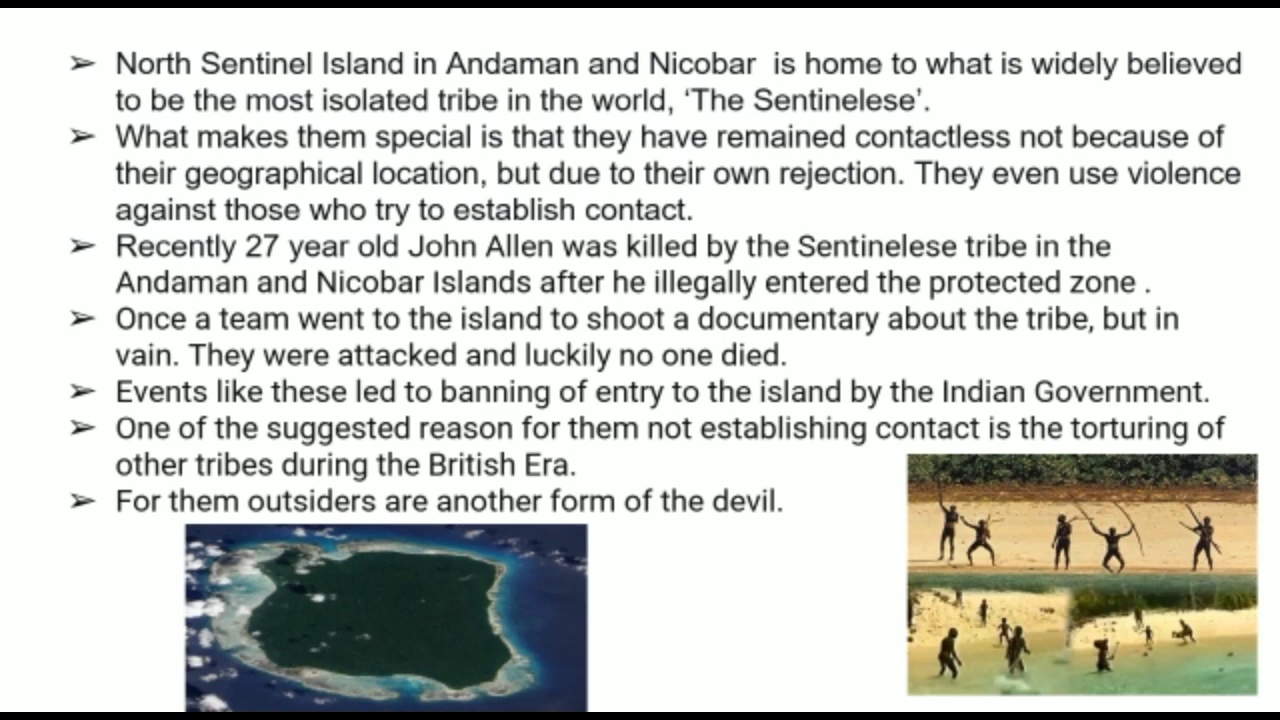 ➢ North Sentinel Island in Andaman and Nicobar  is home to what is widely believed
to be the most isolated tribe in the world, ‘The Sentinelese’.
➢ What makes them special is that they have remained contactless not because of
their geographical location, but due to their own rejection. They even use violence
against those who try to establish contact.
➢ Recently 27 year old John Allen was killed by the Sentinelese tribe in the
Andaman and Nicobar Islands after he illegally entered the protected zone .
➢ Once a team went to the island to shoot a documentary about the tribe, but in
vain. They were attacked and luckily no one died.
➢ Events like these led to banning of entry to the island by the Indian Government.
➢ One of the suggested reason for them not establishing contact is the torturing of
other tribes during the British Era.
➢ For them outsiders are another form of the devil.